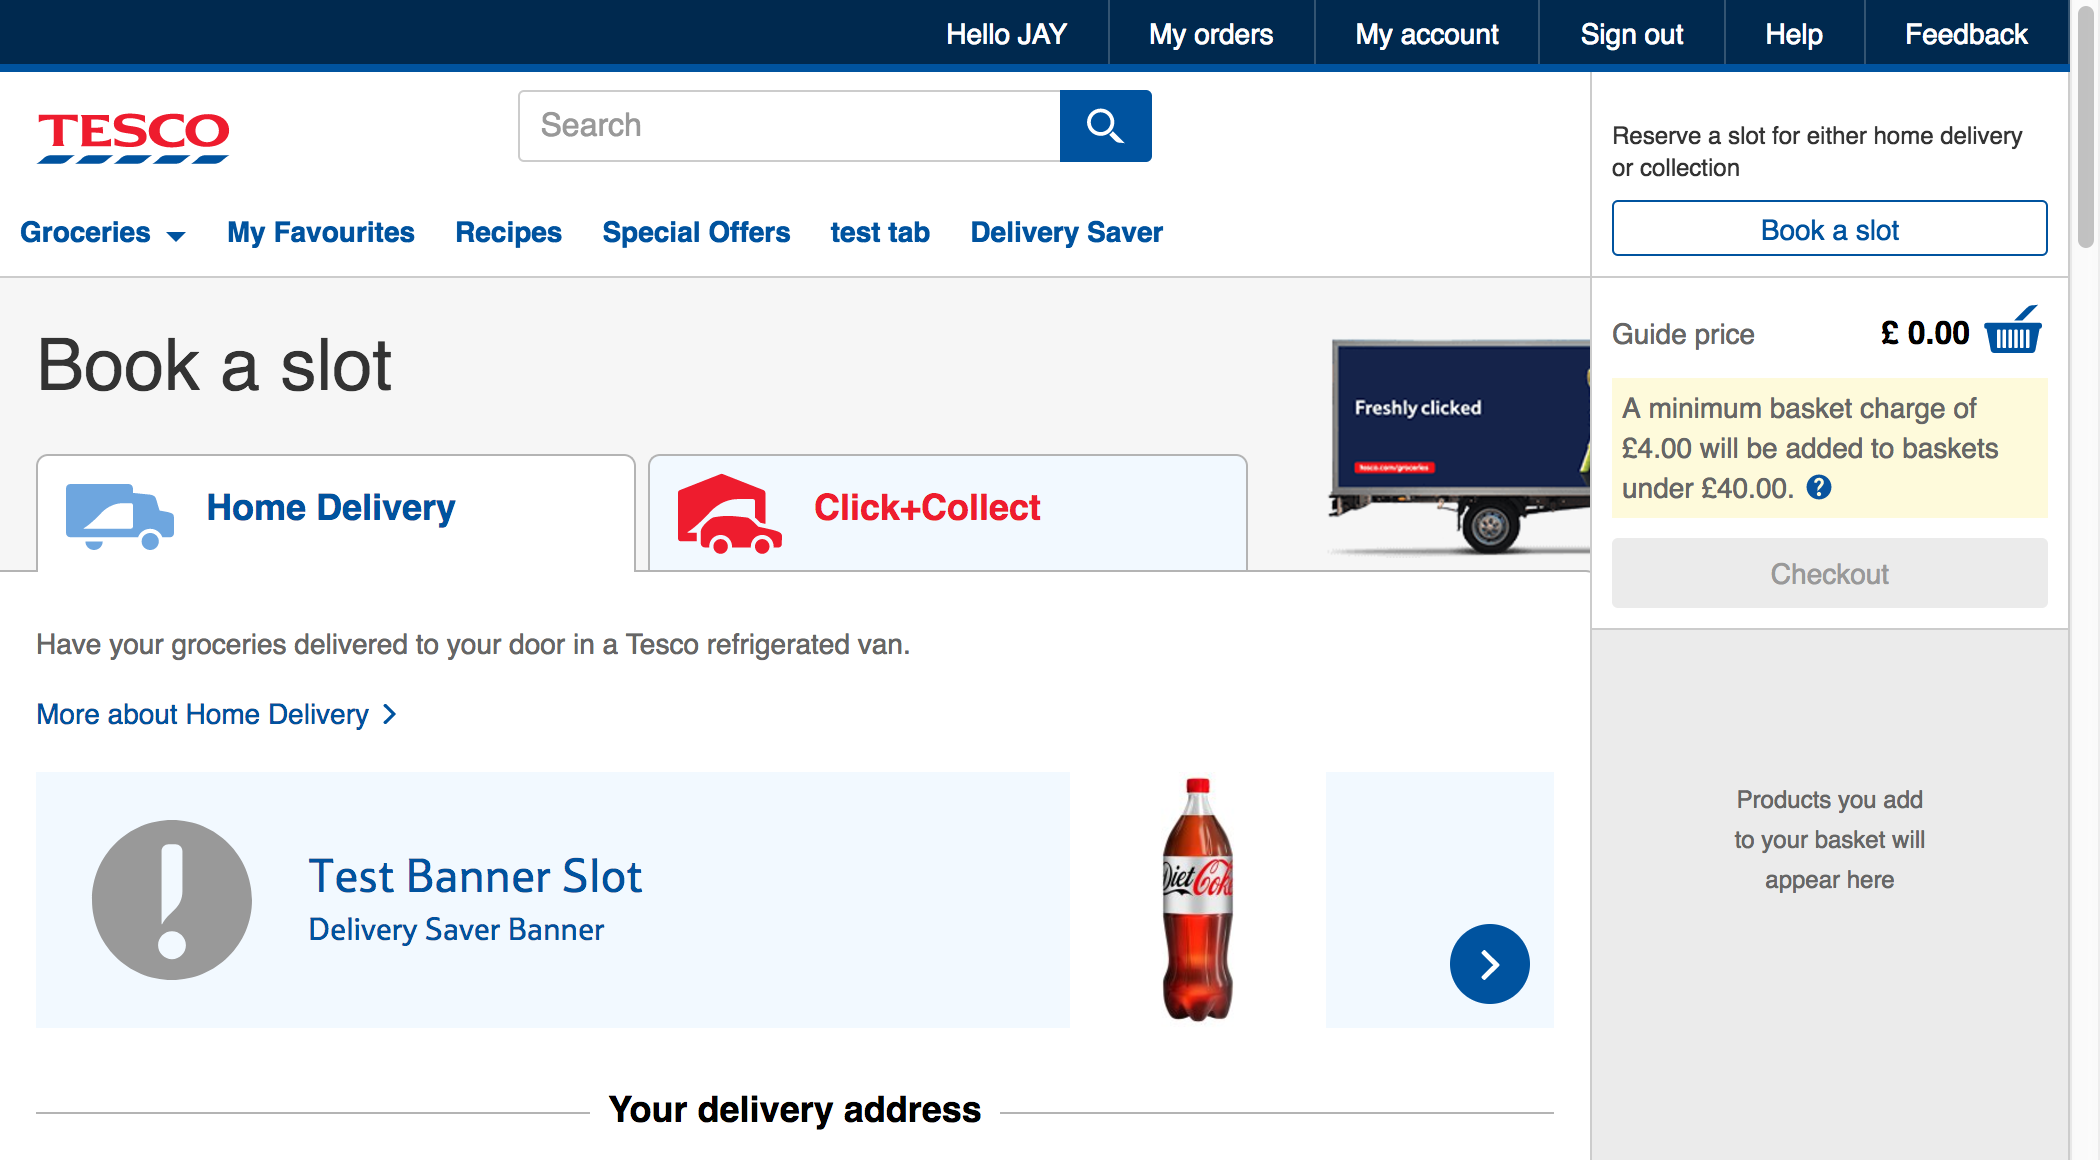 Hello JAY
My orders
My account
Sign out
Help
Feedback
TESCO
Search
Groceries
My Favourites
Recipes
Special Offers
test tab
Delivery Saver
Reserve a slot for either home delivery
or collection
Book a slot
Book a slot
Freshly clicked
tesco.com/groceries
Guide price
£ 0.00
A minimum basket charge of
£4.00 will be added to baskets
under £40.00. ?
Checkout
Home Delivery
Click+Collect
Have your groceries delivered to your door in a Tesco refrigerated van.
More about Home Delivery
Test Banner Slot
Delivery Saver Banner
Diet Coke
Products you add
to your basket will
appear here
Your delivery address